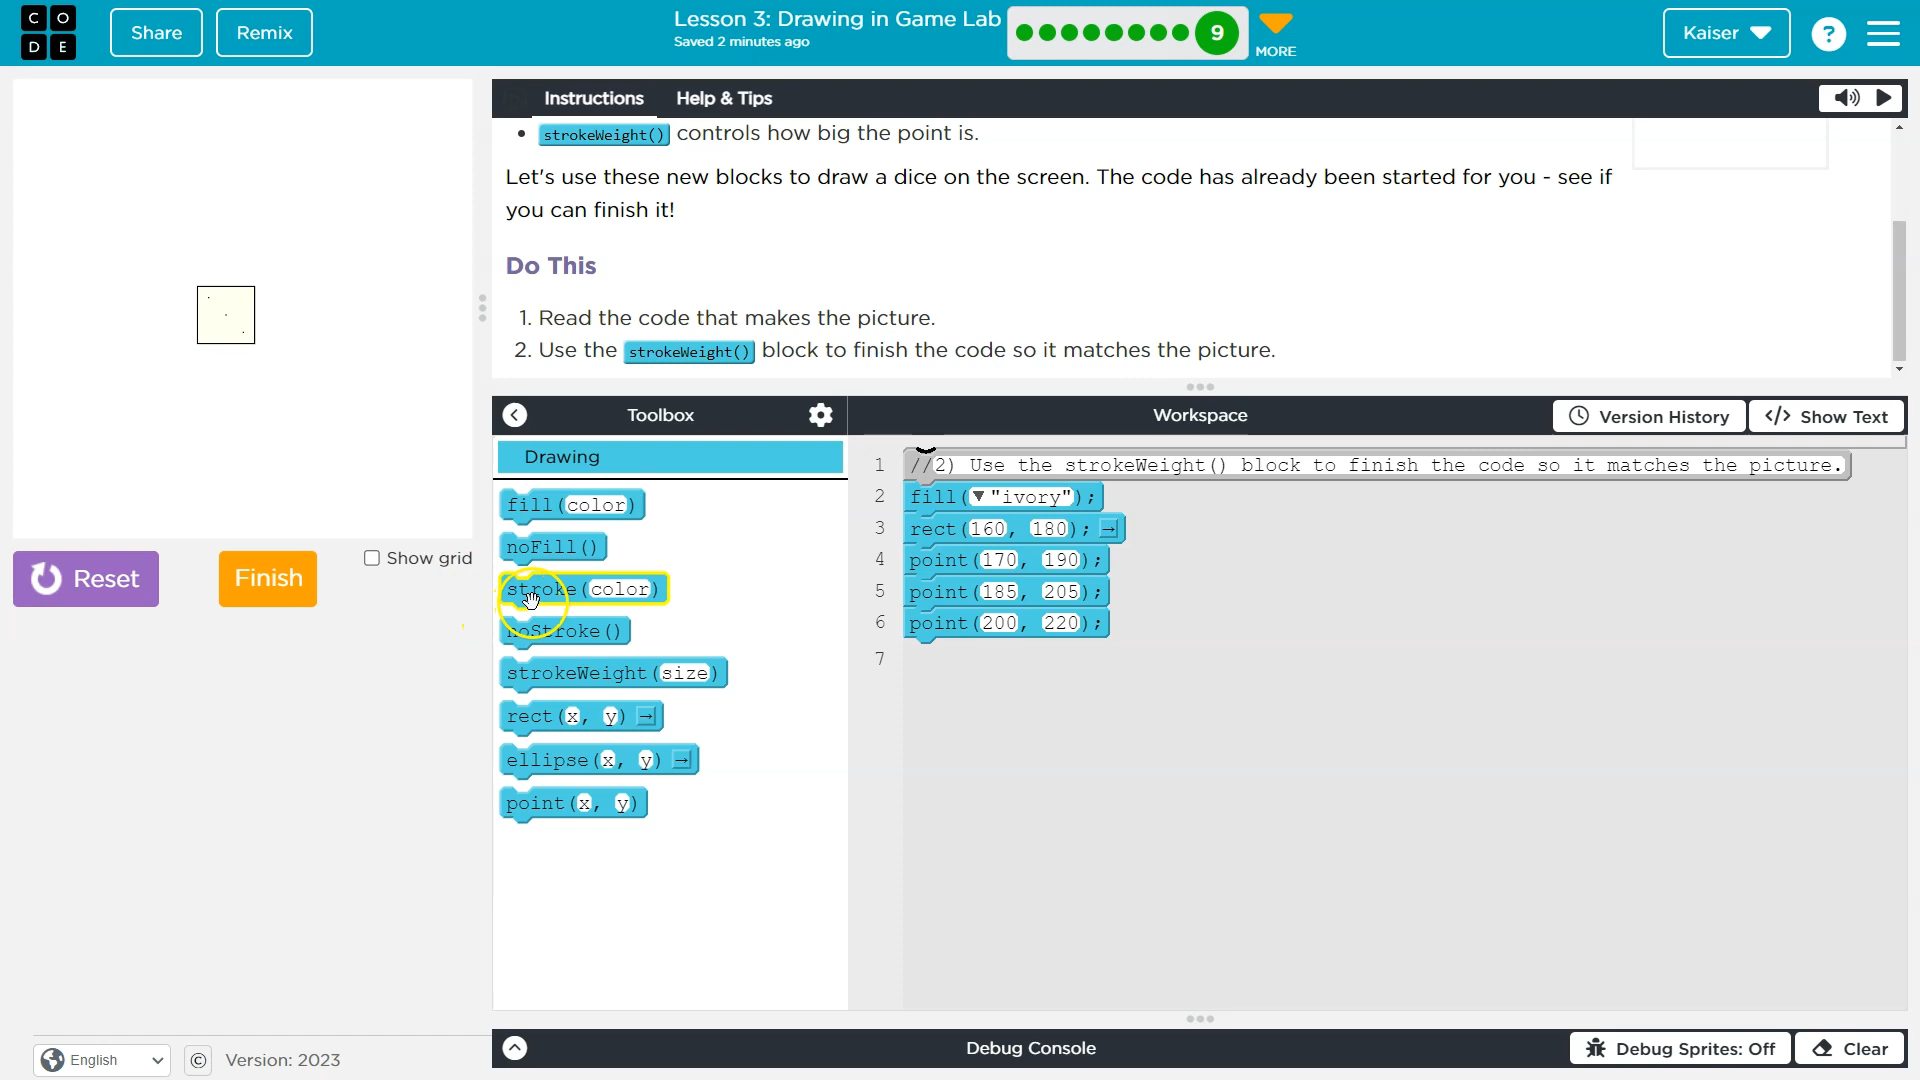 C O
D E
Share
Remix
Lesson 3: Drawing in Game Lab
Saved 2 minutes ago
9
MORE
Kaiser
?
Instructions
Help & Tips
strokeWeight() controls how big the point is.
Let's use these new blocks to draw a dice on the screen. The code has already been started for you - see if
you can finish it!
Do This
1. Read the code that makes the picture.
2. Use the strokeWeight() block to finish the code so it matches the picture.
Reset
Finish
Show grid
Toolbox
Workspace
Version History
</> Show Text
Drawing
fill(color)
noFill()
stroke(color)
noStroke()
strokeWeight(size)
rect(x, y)
ellipse(x, y)
point(x, y)
1 //2) Use the strokeWeight() block to finish the code so it matches the picture.
2 fill("ivory");
3 rect(160, 180);
4 point(170, 190);
5 point(185, 205);
6 point(200, 220);
7
English
©
Version: 2023
Debug Console
Debug Sprites: Off
Clear